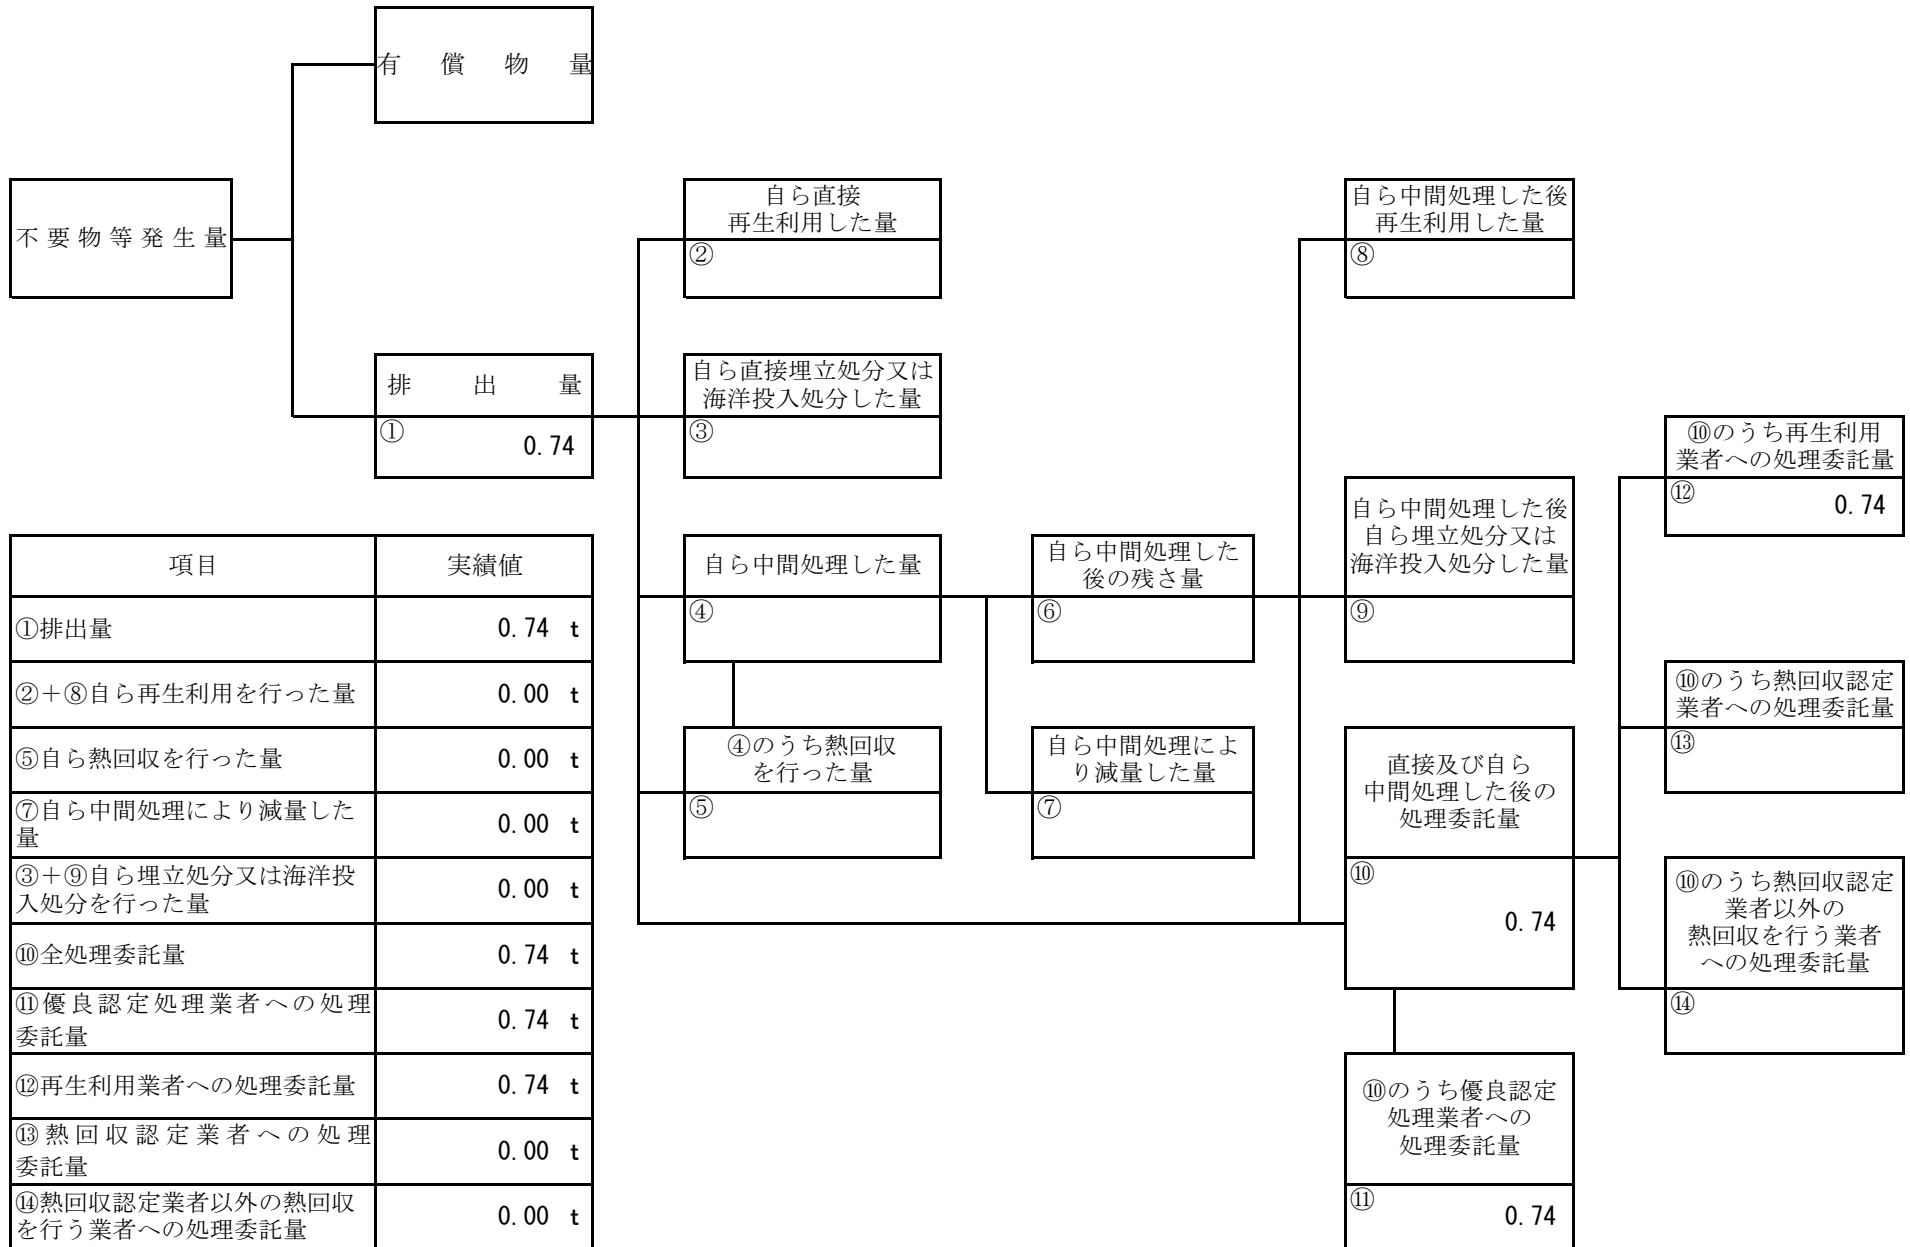 有償物量
不要物等発生量
排出量
①
0.74
自ら直接
再生利用した量
②
自ら直接埋立処分又は
海洋投入処分した量
③
自ら中間処理した量
④
④のうち熱回収
を行った量
⑤
自ら中間処理した
後の残さ量
⑥
自ら中間処理によ
り減量した量
⑦
自ら中間処理した後
再生利用した量
⑧
自ら中間処理した後
自ら埋立処分又は
海洋投入処分した量
⑨
直接及び自ら
中間処理した後の
処理委託量
⑩
0.74
⑩のうち優良認定
処理業者への
処理委託量
⑪
0.74
⑩のうち再生利用
業者への処理委託量
⑫
0.74
⑩のうち熱回収認定
業者への処理委託量
⑬
⑩のうち熱回収認定
業者以外の
熱回収を行う業者
への処理委託量
⑭
項目 実績値
①排出量 0.74 t
②＋⑧自ら再生利用を行った量 0.00 t
⑤自ら熱回収を行った量 0.00 t
⑦自ら中間処理により減量した
量 0.00 t
③＋⑨自ら埋立処分又は海洋投
入処分を行った量 0.00 t
⑩全処理委託量 0.74 t
⑪優良認定処理業者への処理
委託量 0.74 t
⑫再生利用業者への処理委託量 0.74 t
⑬熱回収認定業者への処理
委託量 0.00 t
⑭熱回収認定業者以外の熱回収
を行う業者への処理委託量 0.00 t